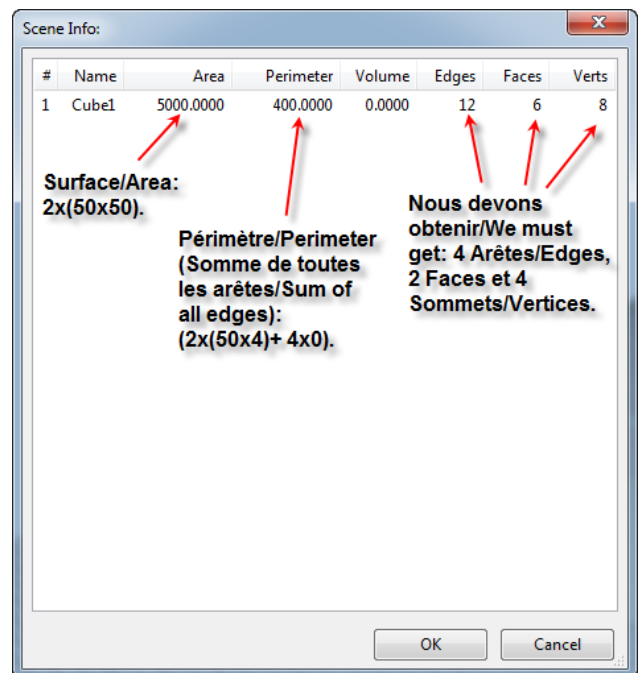 Scene Info:
# Name Area Perimeter Volume Edges Faces Verts
1 Cube1 5000.0000 400.0000 0.0000 12 6 8
Surface/Area:
2x(50x50).
Périmètre/Perimeter
(Somme de toutes
les arêtes/Sum of
all edges):
(2x(50x4)+ 4x0).
Nous devons
obtenir/We must
get: 4 Arêtes/Edges,
2 Faces et 4
Sommets/Vertices.
OK Cancel